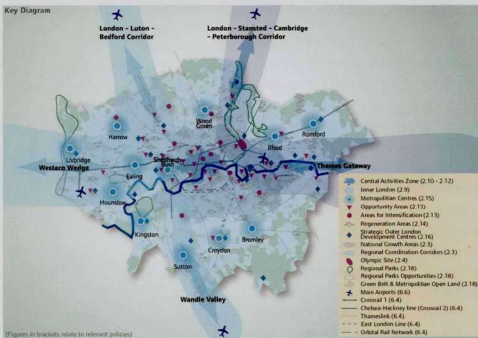 Key Diagram
London - Luton -
Bedford Corridor
London - Stansted - Cambridge
- Peterborough Corridor
Wood
Green
Harrow
Romford
Ilford
Uxbridge
Shepherds
Bush
Western Wedge
Ealing
Thames Gateway
Hounslow
Kingston
Bromley
Croydon
Sutton
Wandle Valley
Central Activities Zone (2.10 - 2.12)
Inner London (2.9)
Metropolitan Centres (2.15)
Opportunity Areas (2.13)
Areas for Intensification (2.13)
Regeneration Areas (2.14)
Strategic Outer London
Development Centres (2.16)
National Growth Areas (2.3)
Regional Coordination Corridors (2.3)
Olympic Site (2.4)
Regional Parks (2.18)
Regional Parks Opportunities (2.18)
Green Belt & Metropolitan Open Land (2.18)
Main Airports (6.6)
Crossrail 1 (6.4)
Chelsea-Hackney line (Crossrail 2) (6.4)
Thameslink (6.4)
East London Line (6.4)
Orbital Rail Network (6.4)
(Figures in brackets relate to relevant policies)